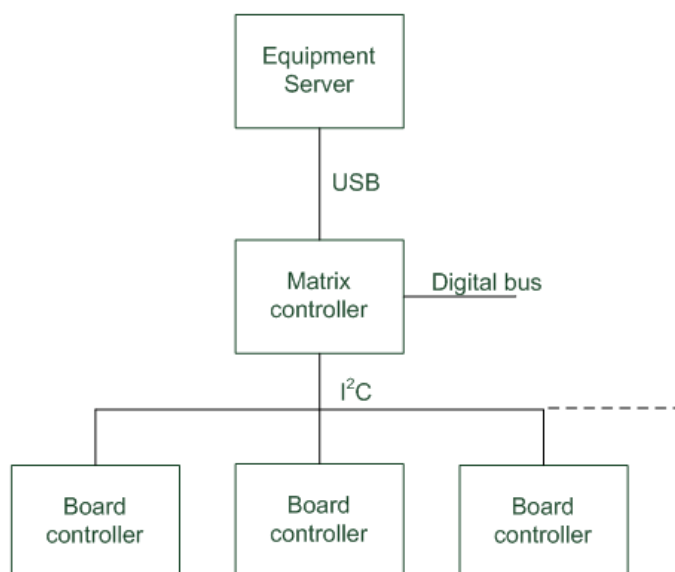 Equipment
Server
USB
Matrix
controller
Digital bus
I²C
Board
controller
Board
controller
Board
controller